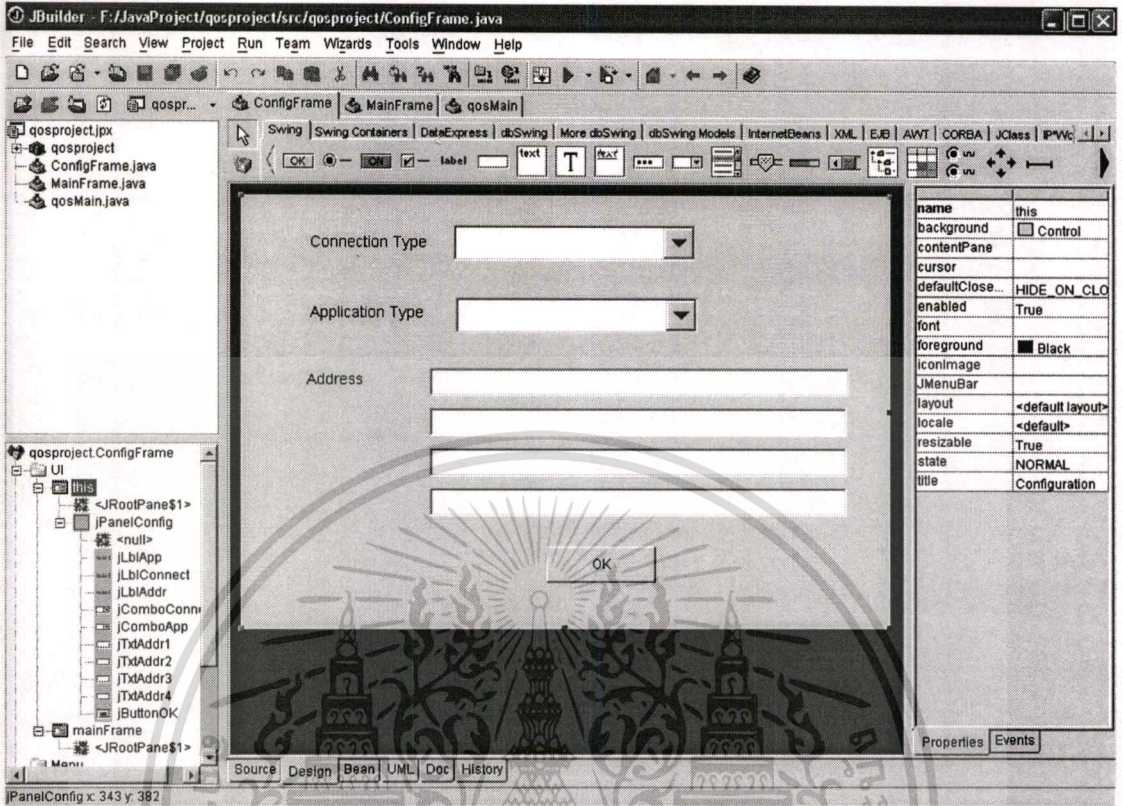 JBuilder - F:/JavaProject/qosproject/src/qosproject/ConfigFrame.java
File Edit Search View Project Run Team Wizards Tools Window Help
qospr... ConfigFrame MainFrame qosMain
Swing Swing Containers DataExpress dbSwing More dbSwing dbSwing Models InternetBeans XML EJB AWT CORBA JClass
OK ON label text T text
qosproject.jpx
qosproject
ConfigFrame.java
MainFrame.java
qosMain.java
qosproject.ConfigFrame
UI
this
<JRootPane$1>
jPanelConfig
<null>
jLblApp
jLblConnect
jLblAddr
jComboConn
jComboApp
jTxtAddr1
jTxtAddr2
jTxtAddr3
jTxtAddr4
jButtonOK
mainFrame
<JRootPane$1>
Menu
Connection Type
Application Type
Address
OK
name this
background Control
contentPane
cursor
defaultClose... HIDE_ON_CLO
enabled True
font
foreground Black
iconImage
JMenuBar
layout <default layout>
locale <default>
resizable True
state NORMAL
title Configuration
Properties Events
Source Design Bean UML Doc History
jPanelConfig x: 343 y: 382